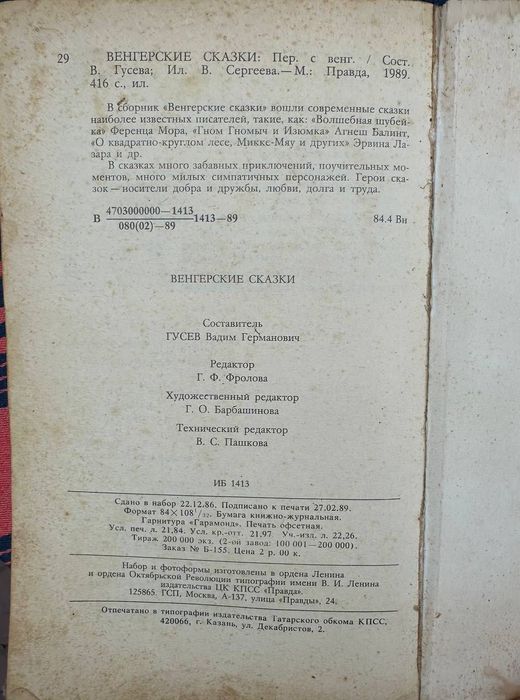 29 ВЕНГЕРСКИЕ СКАЗКИ: Пер. с венг. / Сост.
В. Гусева; Ил. В. Сергеева.— М.: Правда, 1989.
416 с., ил.
В сборник «Венгерские сказки» вошли современные сказки
наиболее известных писателей, такие, как: «Волшебная шубей-
ка» Ференца Мора, «Гном Гномыч и Изюмка» Агнеш Балинт,
«О квадратно-круглом лесе, Микке-Мяу и других» Эрвина Ла-
зара и др.
В сказках много забавных приключений, поучительных мо-
ментов, много милых симпатичных персонажей. Герои ска-
зок — носители добра и дружбы, любви, долга и труда.
В 4703000000—1413 1413—89 84.4 Вн
080(02)—89
ВЕНГЕРСКИЕ СКАЗКИ
Составитель
ГУСЕВ Вадим Германович
Редактор
Г. Ф. Фролова
Художественный редактор
Г. О. Барбашинова
Технический редактор
В. С. Пашкова
ИБ 1413
Сдано в набор 22.12.86. Подписано к печати 27.02.89.
Формат 84×108¹/₃₂. Бумага книжно-журнальная.
Гарнитура «Гарамонд». Печать офсетная.
Усл. печ. л. 21,84. Усл. кр.-отт. 21,97. Уч.-изд. л. 22,26.
Тираж 200 000 экз. (2-ой завод: 100 001—200 000).
Заказ № Б-155. Цена 2 р. 00 к.
Набор и фотоформы изготовлены в ордена Ленина
и ордена Октябрьской Революции типографии имени В. И. Ленина
издательства ЦК КПСС «Правда».
125865. ГСП, Москва, А-137, улица «Правды», 24.
Отпечатано в типографии издательства Татарского обкома КПСС,
420066, г. Казань, ул. Декабристов, 2.